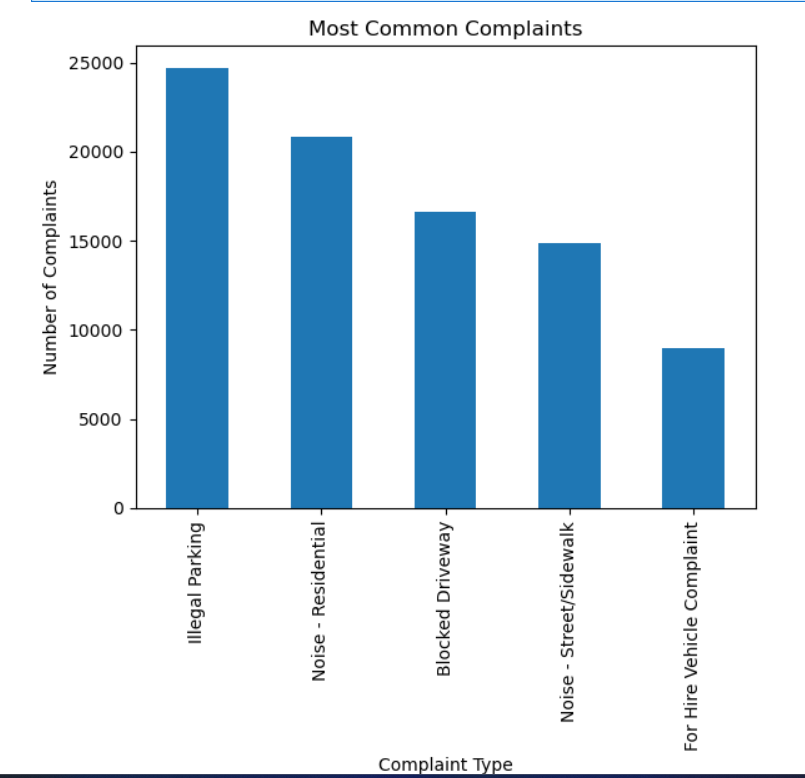 Most Common Complaints
Number of Complaints
25000
20000
15000
10000
5000
0
Illegal Parking
Noise - Residential
Blocked Driveway
Noise - Street/Sidewalk
For Hire Vehicle Complaint
Complaint Type